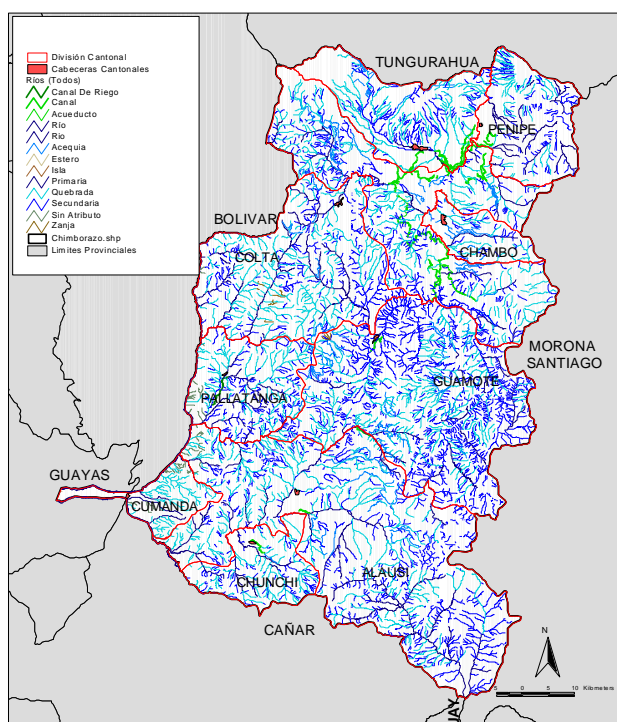 División Cantonal
Cabeceras Cantonales
Ríos (Todos)
Canal De Riego
Canal
Acueducto
Río
Rio
Acequia
Estero
Isla
Primaria
Quebrada
Secundaria
Sin Atributo
Zanja
Chimborazo.shp
Limites Provinciales
TUNGURAHUA
PENIPE
BOLIVAR
COLTA
CHAMBO
MORONA
SANTIAGO
GUAMOTE
PALLATANGA
GUAYAS
CUMANDA
ALAUSI
CHUNCHI
CAÑAR
N
5 0 5 10 Kilometers